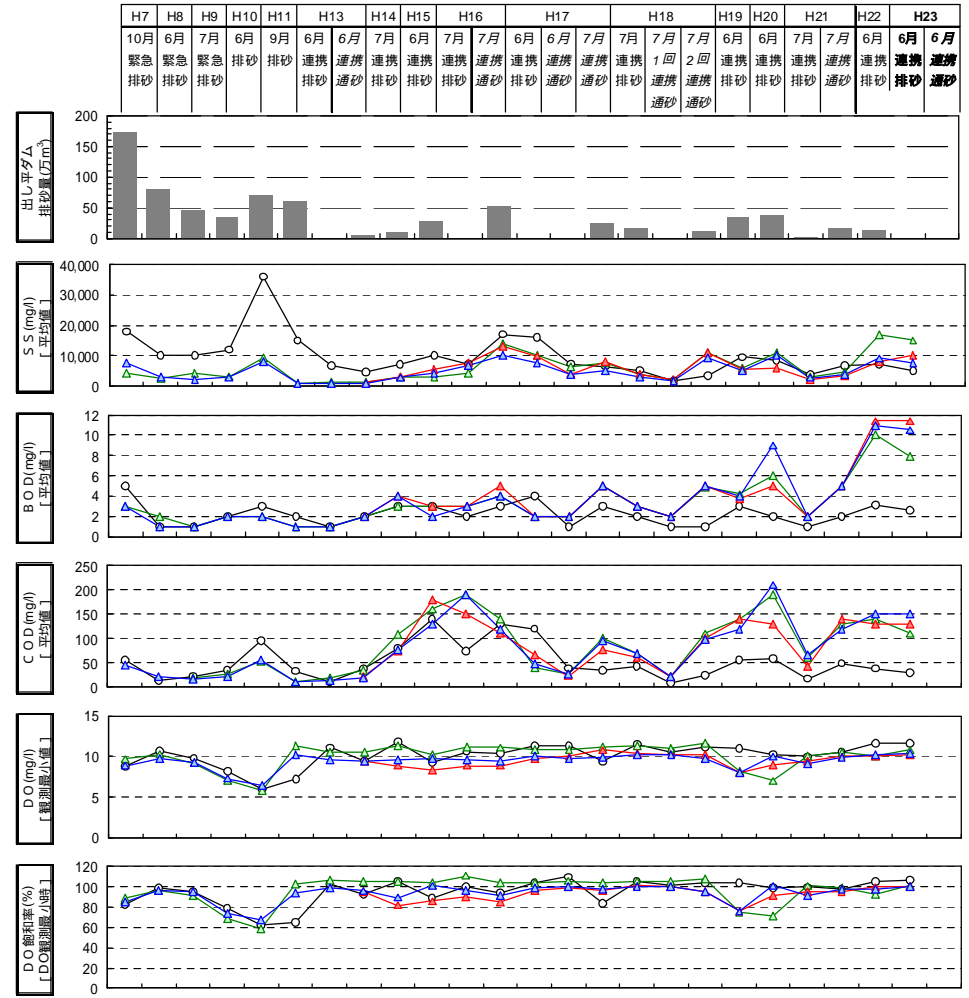 H7 H8 H9 H10 H11 H13 H14 H15 H16 H17 H18 H19 H20 H21 H22 H23
10月 6月 7月 6月 9月 6月 6月 7月 6月 7月 7月 6月 6月 7月 7月 7月 7月 6月 6月 7月 7月 6月 6月 6月
緊急 緊急 緊急 排砂 排砂 連携 連携 連携 連携 連携 連携 連携 連携 連携 連携 1回 2回 連携 連携 連携 連携 連携 連携 連携
排砂 排砂 排砂 排砂 通砂 排砂 排砂 排砂 通砂 排砂 通砂 通砂 排砂 連携 連携 排砂 排砂 排砂 通砂 排砂 排砂 通砂
通砂 通砂
出し平ダム
排砂量(万m³)
200
150
100
50
0
SS(mg/l)
[平均値]
40,000
30,000
20,000
10,000
0
BOD(mg/l)
[平均値]
12
10
8
6
4
2
0
COD(mg/l)
[平均値]
250
200
150
100
50
0
DO(mg/l)
[観測最小値]
15
10
5
0
DO飽和率(%)
[DO観測最小時]
120
100
80
60
40
20
0